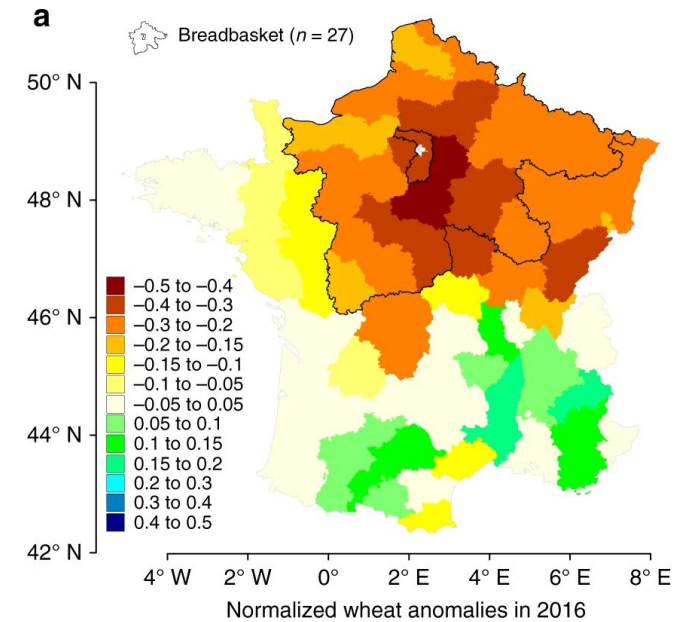 a
Breadbasket (n = 27)
50° N
48° N
46° N
44° N
42° N
–0.5 to –0.4
–0.4 to –0.3
–0.3 to –0.2
–0.2 to –0.15
–0.15 to –0.1
–0.1 to –0.05
–0.05 to 0.05
0.05 to 0.1
0.1 to 0.15
0.15 to 0.2
0.2 to 0.3
0.3 to 0.4
0.4 to 0.5
4° W 2° W 0° 2° E 4° E 6° E 8° E
Normalized wheat anomalies in 2016